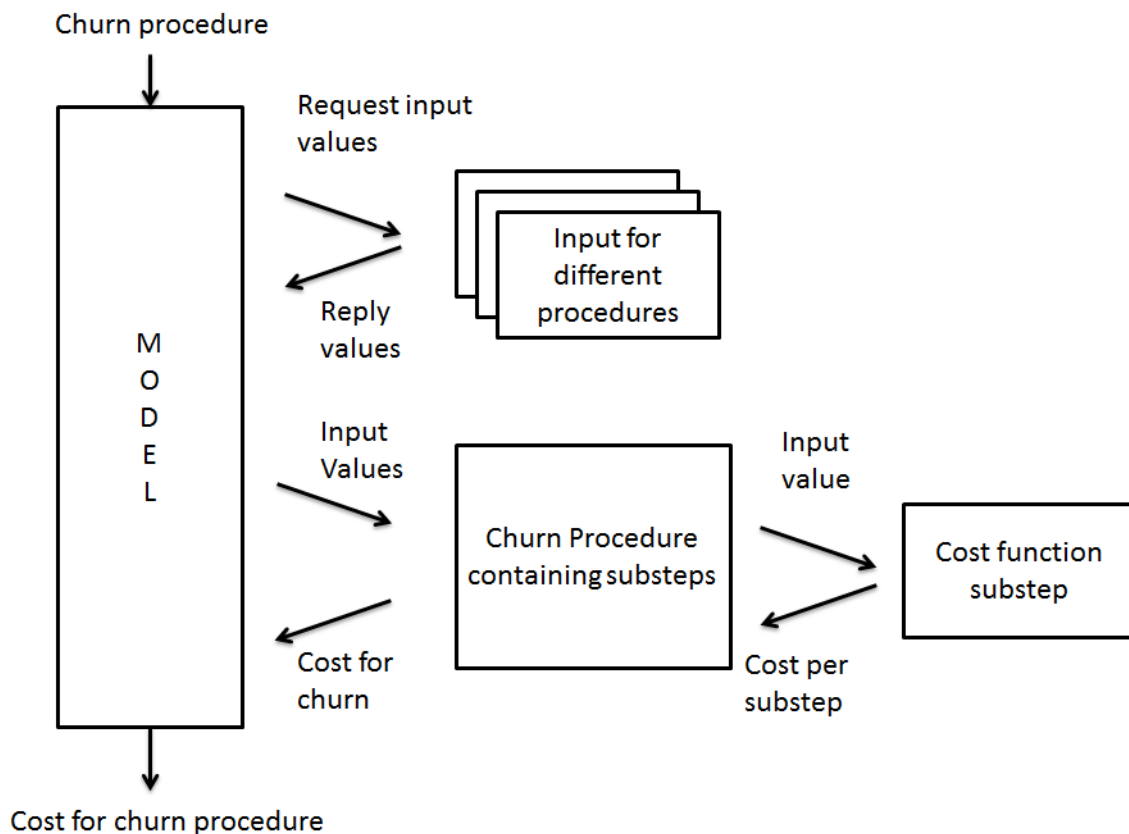 Churn procedure
Request input
values
Input for
different
procedures
Reply
values
M
O
D
E
L
Input
Values
Churn Procedure
containing substeps
Input
value
Cost function
substep
Cost for
churn
Cost per
substep
Cost for churn procedure